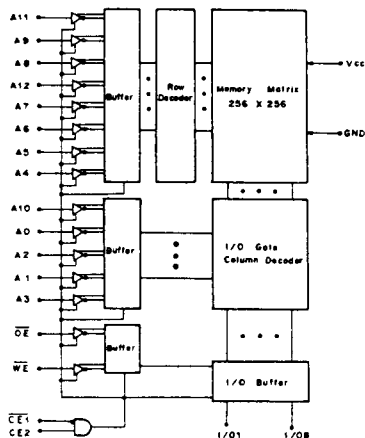 A11
A9
A8
A12
A7
A6
A5
A4
Buffer
Row
Decoder
Memory Matrix
256 X 256
Vcc
GND
A10
A0
A2
A1
A3
Buffer
I/O Gate
Column Decoder
OE
WE
Buffer
I/O Buffer
CE1
CE2
I/O1
I/O8